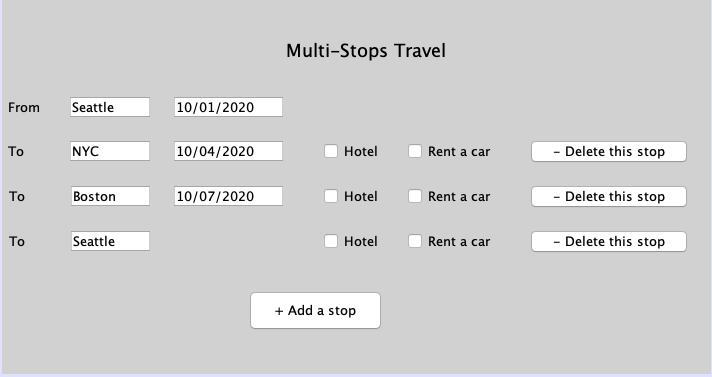 Multi-Stops Travel
From Seattle 10/01/2020
To NYC 10/04/2020 Hotel Rent a car - Delete this stop
To Boston 10/07/2020 Hotel Rent a car - Delete this stop
To Seattle Hotel Rent a car - Delete this stop
+ Add a stop